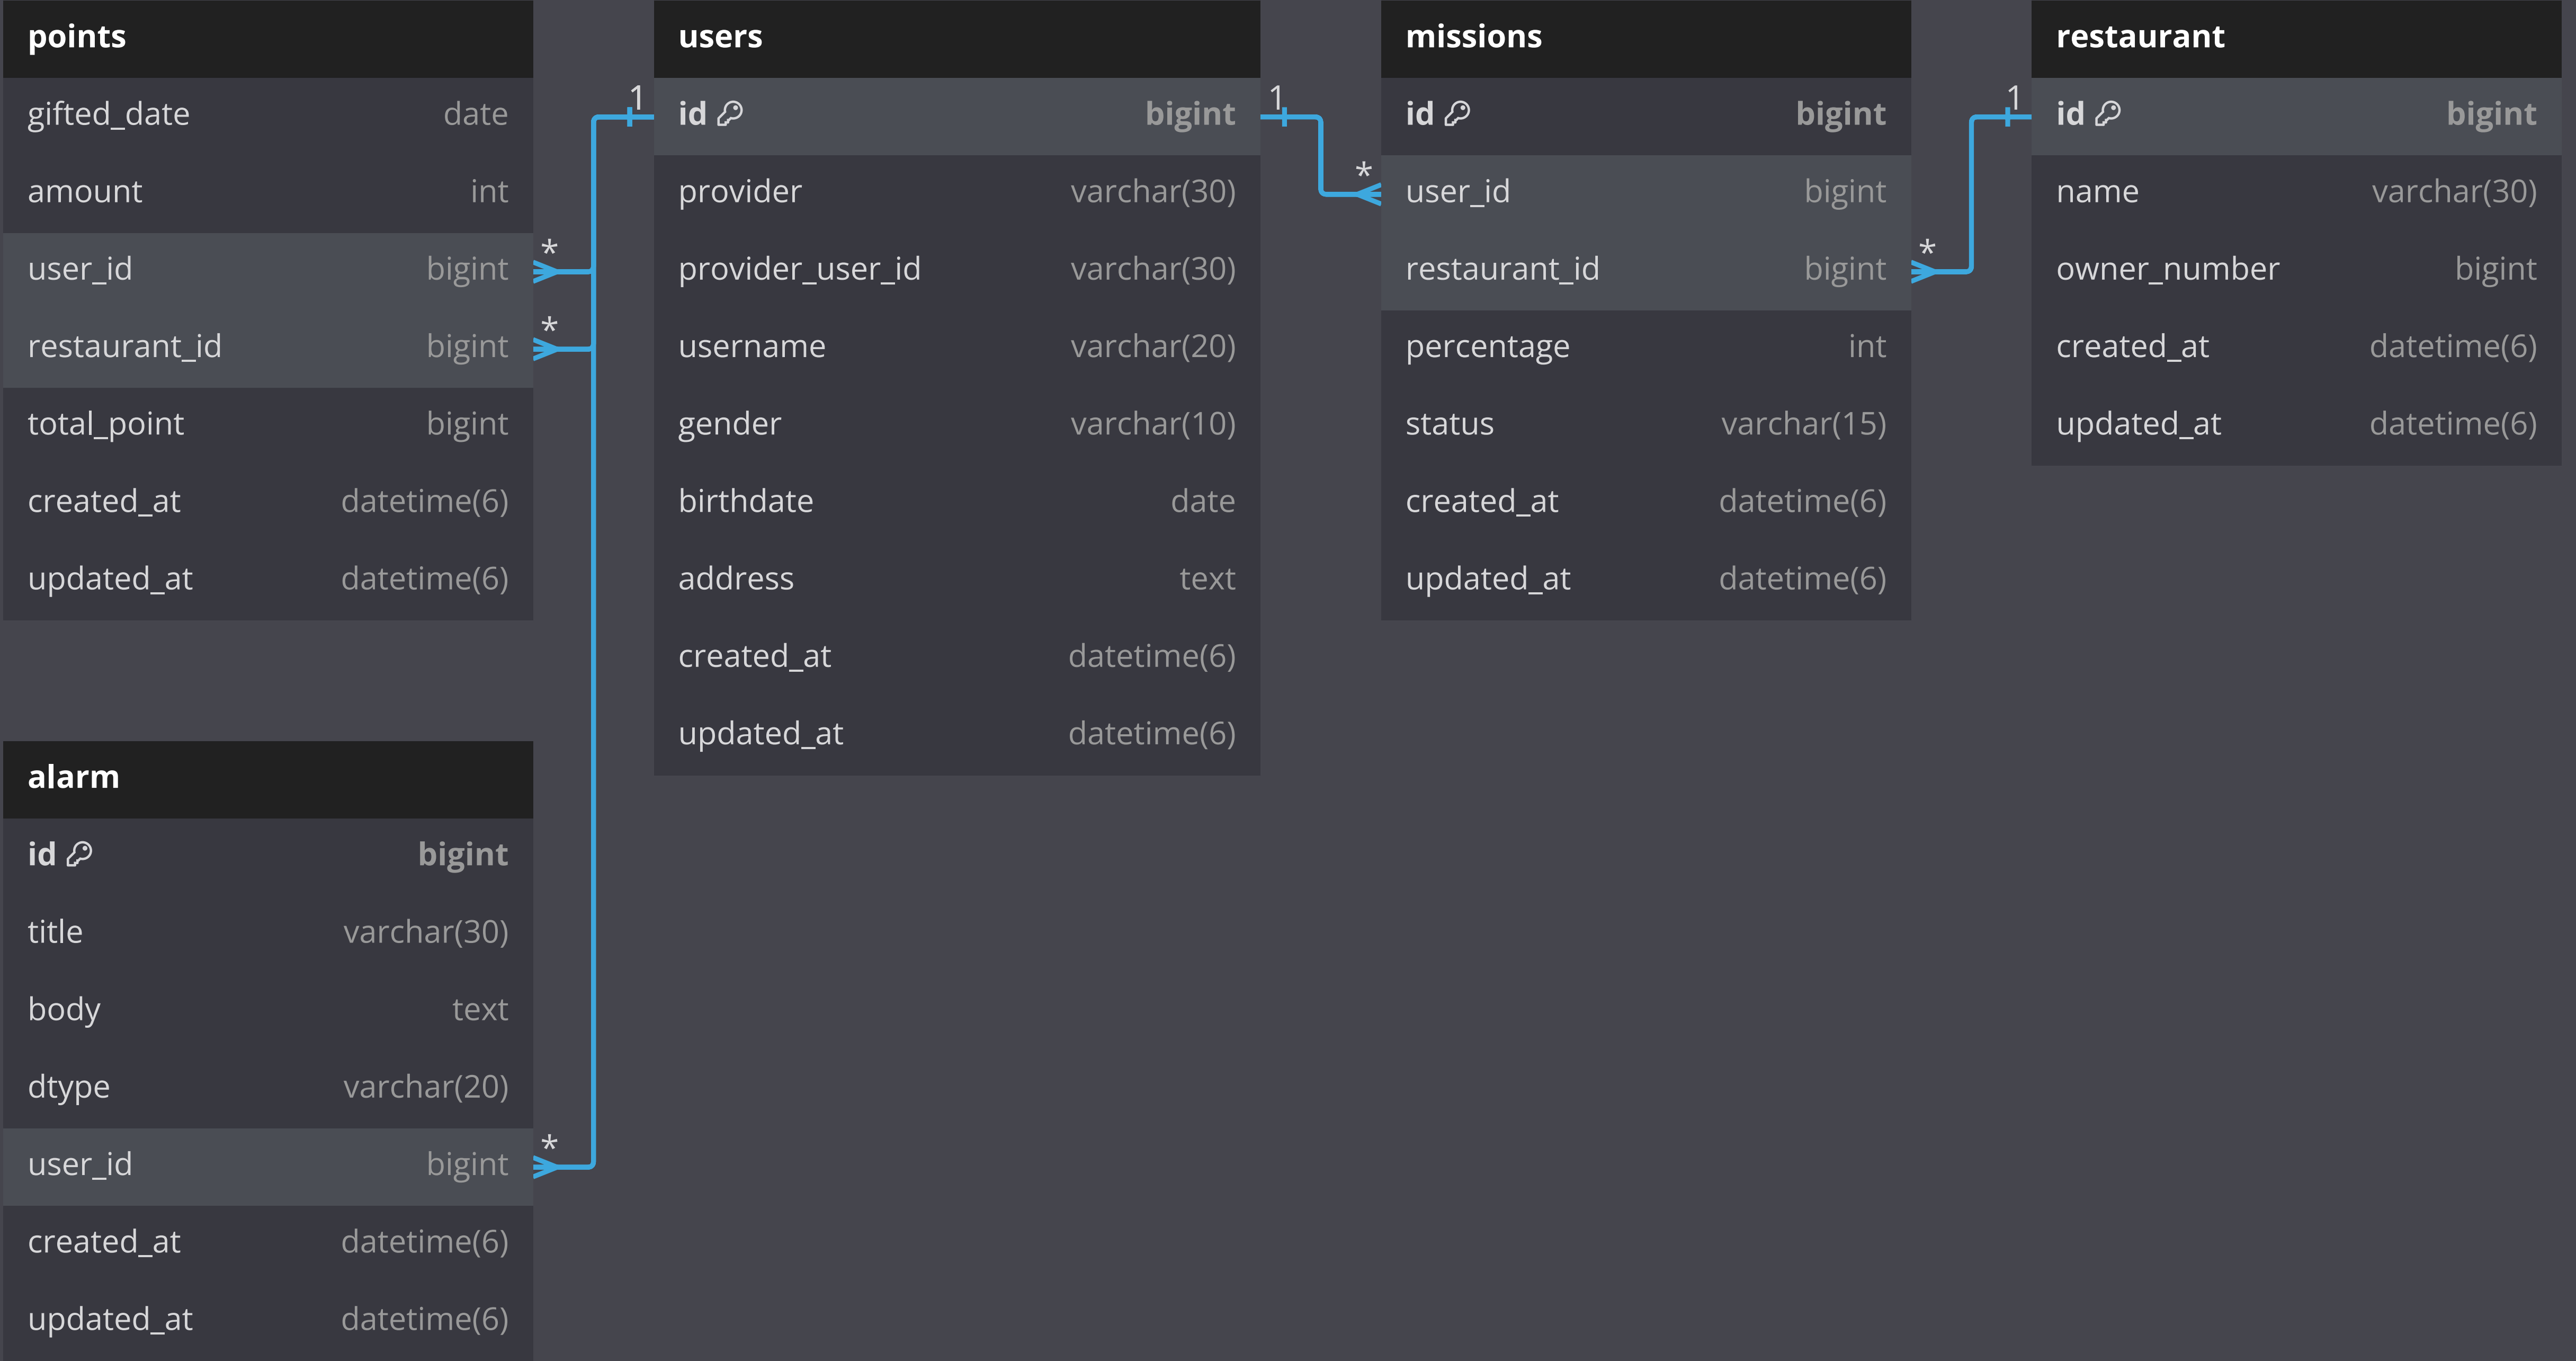 points
gifted_date date
amount int
user_id bigint
restaurant_id bigint
total_point bigint
created_at datetime(6)
updated_at datetime(6)
1
*
*
users
id bigint
provider varchar(30)
provider_user_id varchar(30)
username varchar(20)
gender varchar(10)
birthdate date
address text
created_at datetime(6)
updated_at datetime(6)
1
*
missions
id bigint
user_id bigint
restaurant_id bigint
percentage int
status varchar(15)
created_at datetime(6)
updated_at datetime(6)
1
*
restaurant
id bigint
name varchar(30)
owner_number bigint
created_at datetime(6)
updated_at datetime(6)
alarm
id bigint
title varchar(30)
body text
dtype varchar(20)
user_id bigint
*
created_at datetime(6)
updated_at datetime(6)